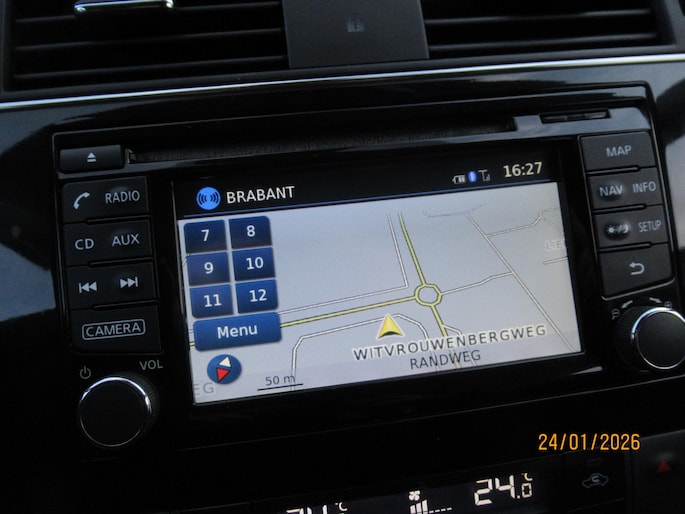 BRABANT 16:27
MAP
RADIO
7 8
NAV INFO
CD AUX
9 10
SETUP
11 12
CAMERA
Menu
WITVROUWENBERGWEG
RANDWEG
50 m
VOL
24/01/2026
24.0